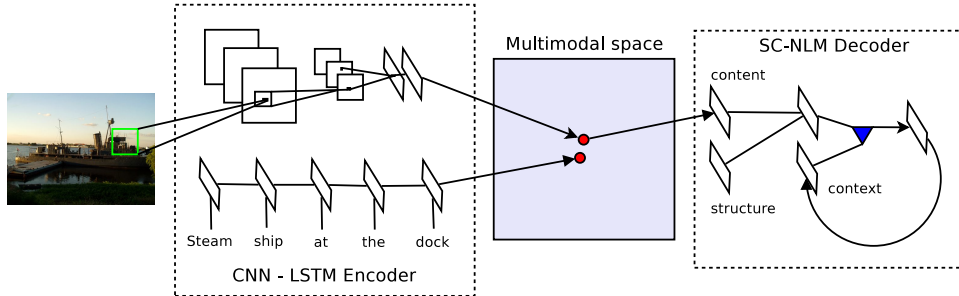 Multimodal space
SC-NLM Decoder
content
structure
context
Steam ship at the dock
CNN - LSTM Encoder